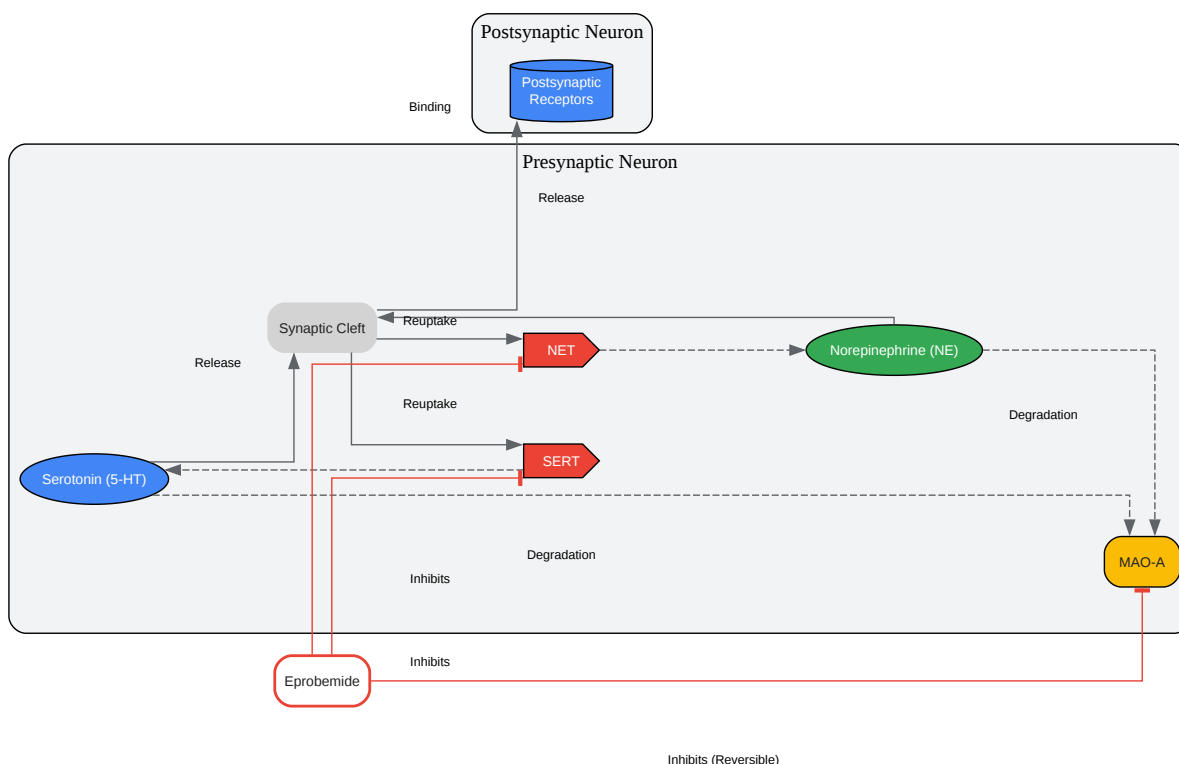 Postsynaptic Neuron
Postsynaptic
Receptors
Binding
Presynaptic Neuron
Release
Synaptic Cleft
Reuptake
NET
Norepinephrine (NE)
Release
Reuptake
Degradation
SERT
Serotonin (5-HT)
Degradation
MAO-A
Inhibits
Inhibits
Eprobemide
Inhibits (Reversible)